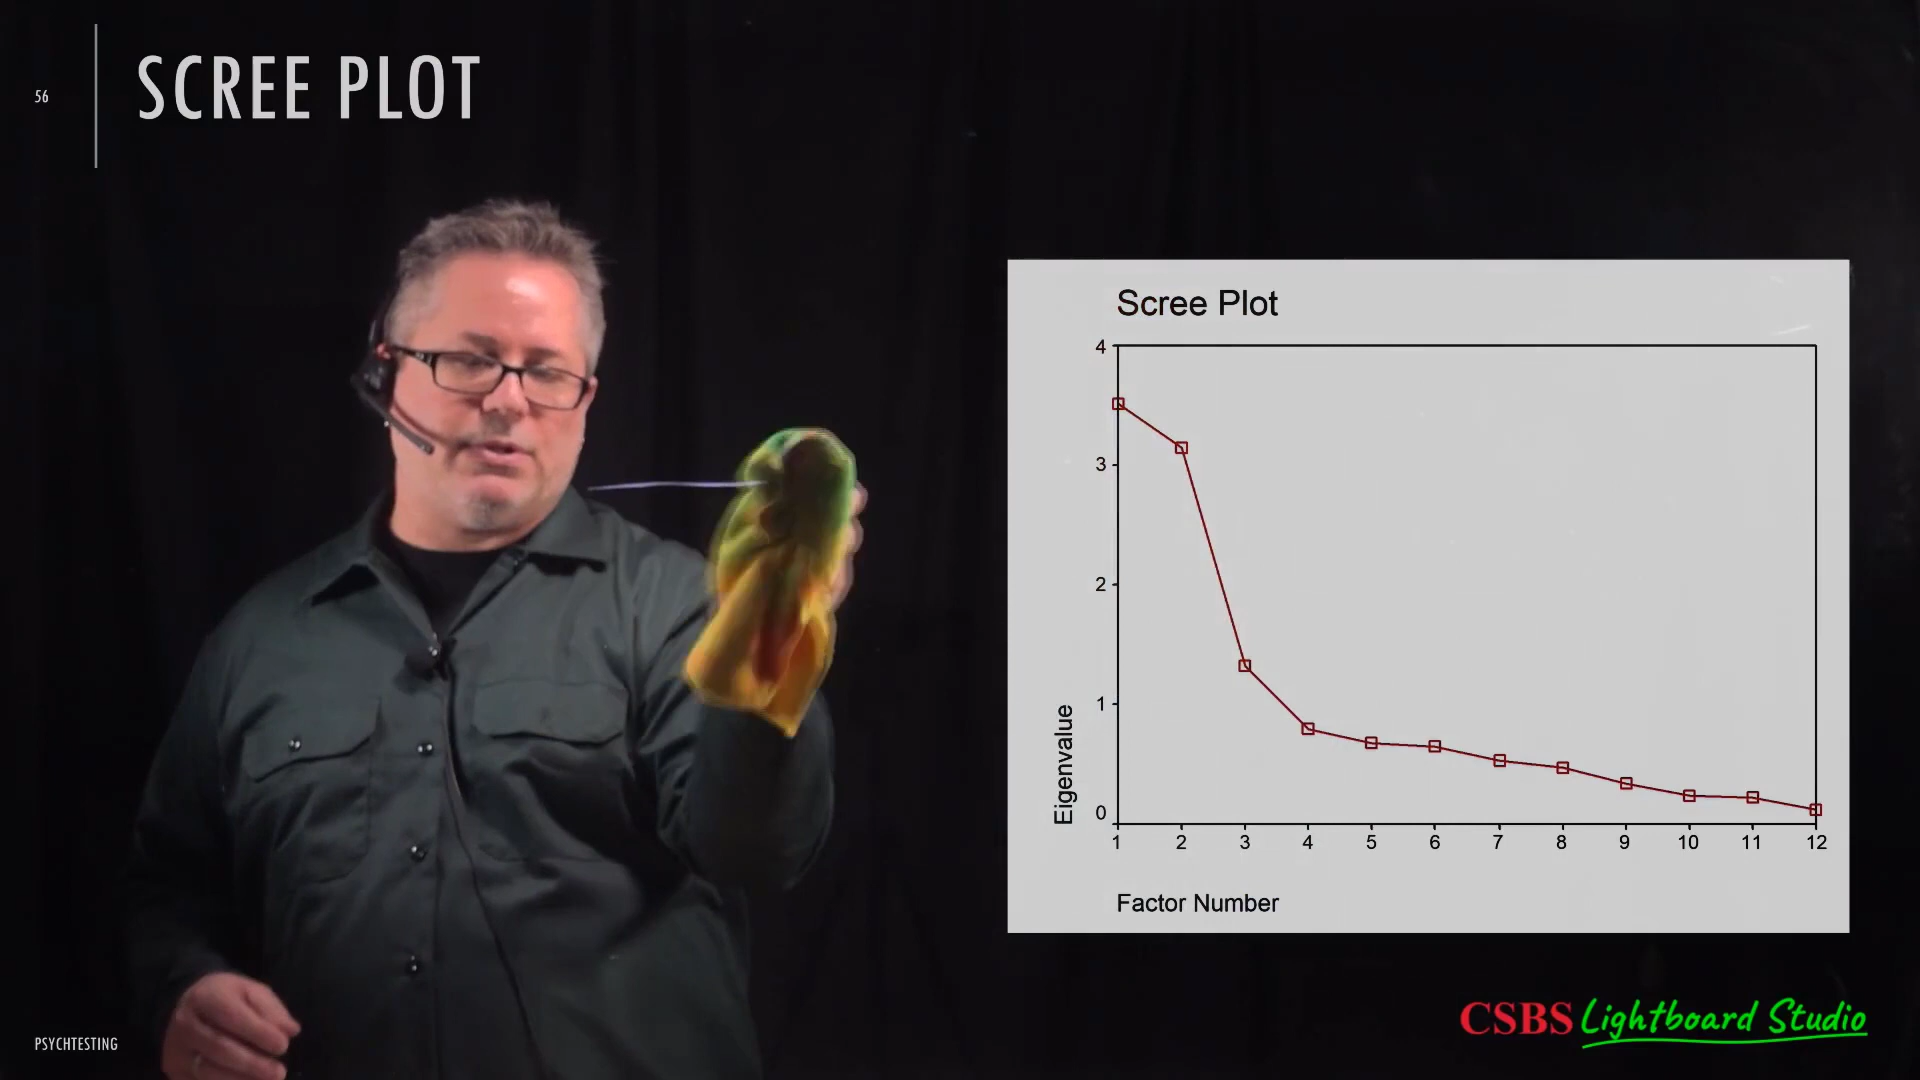 56
SCREE PLOT
Scree Plot
4
3
2
1
0
Eigenvalue
1 2 3 4 5 6 7 8 9 10 11 12
Factor Number
CSBS Lightboard Studio
PSYCHTESTING